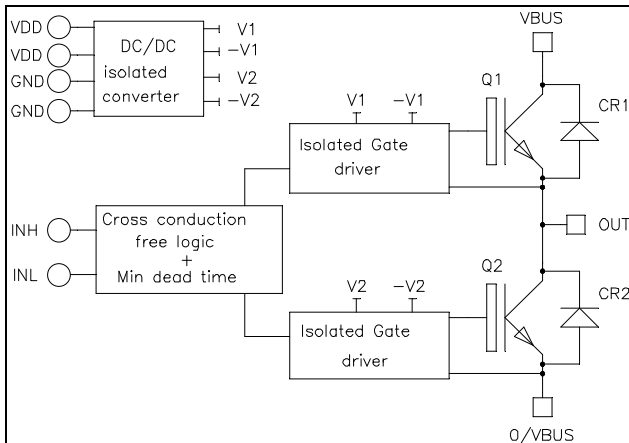 VDD
VDD
GND
GND
DC/DC
isolated
converter
V1
-V1
V2
-V2
VBUS
Q1
CR1
V1
-V1
Isolated Gate
driver
INH
INL
Cross conduction
free logic
+
Min dead time
OUT
Q2
CR2
V2
-V2
Isolated Gate
driver
0/VBUS